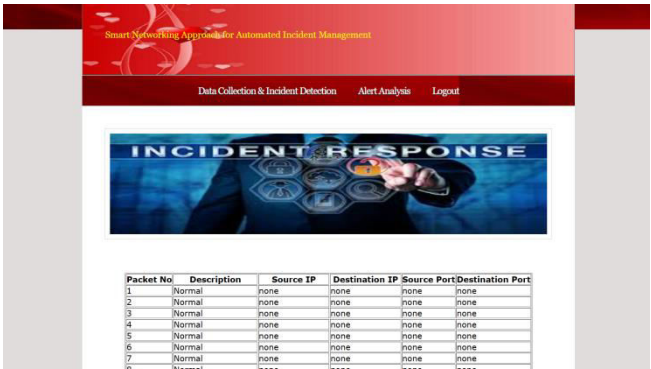 Smart Networking Approach for Automated Incident Management
Data Collection & Incident Detection Alert Analysis Logout
INCIDENT RESPONSE
Packet No Description Source IP Destination IP Source Port Destination Port
1 Normal none none none none
2 Normal none none none none
3 Normal none none none none
4 Normal none none none none
5 Normal none none none none
6 Normal none none none none
7 Normal none none none none